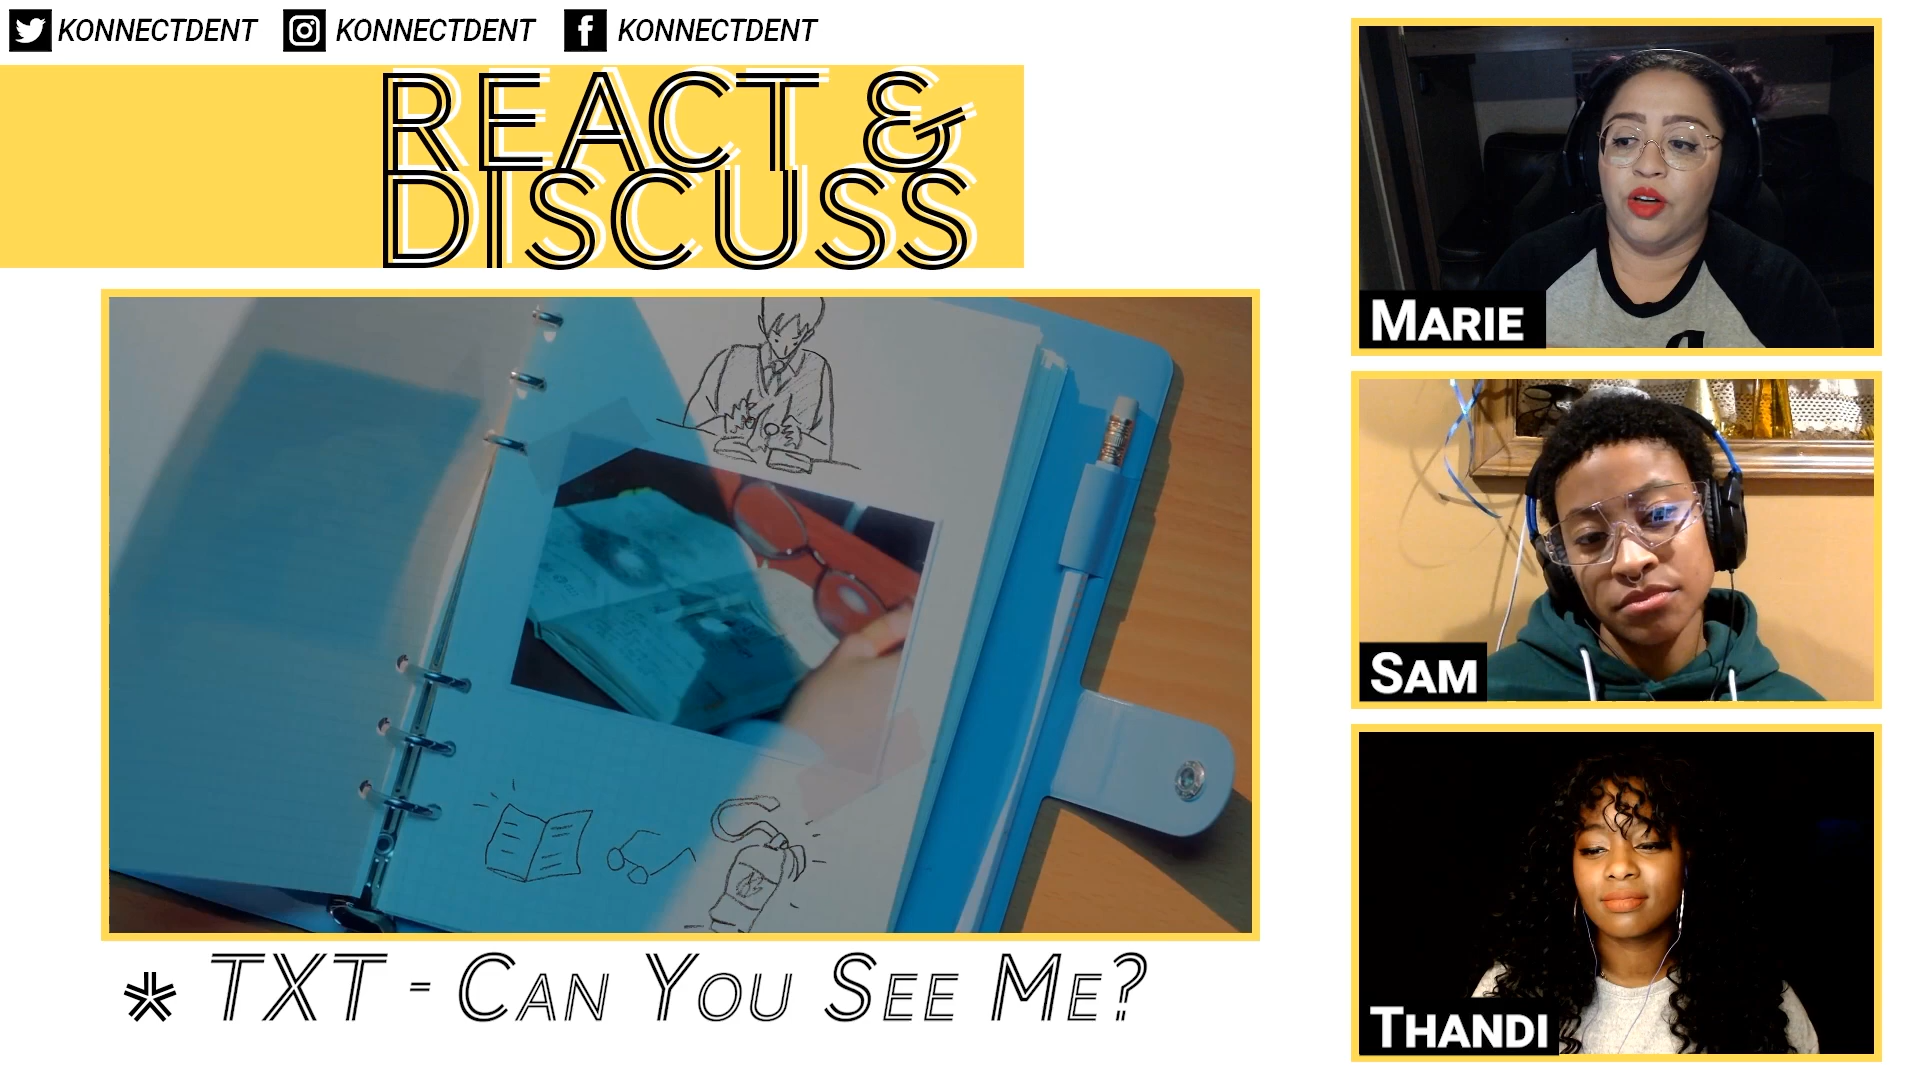 KONNECTDENT KONNECTDENT KONNECTDENT
REACT &
DISCUSS
MARIE
SAM
THANDI
* TXT - CAN YOU SEE ME?